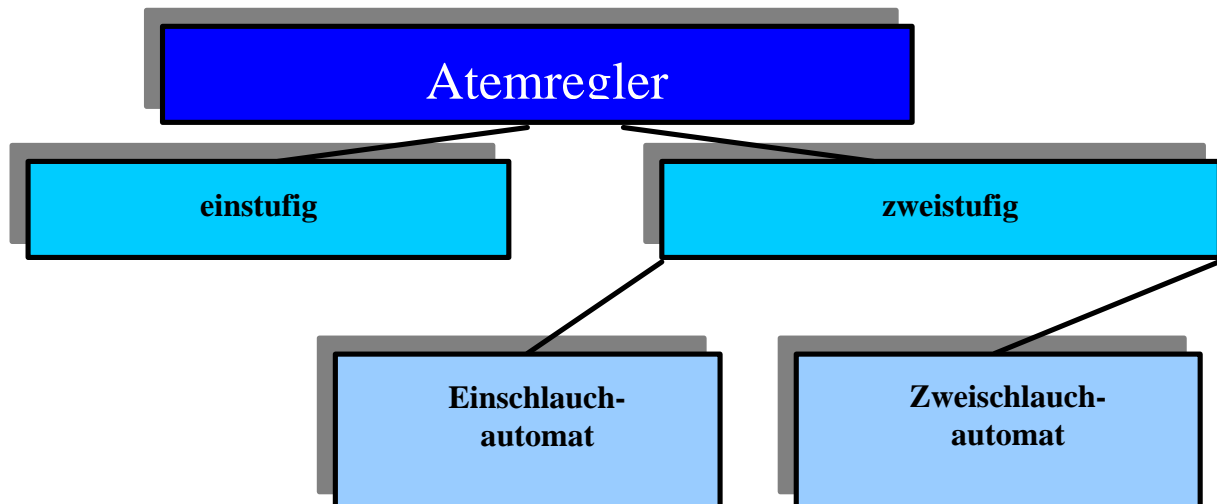 Atemregler
einstufig
zweistufig
Einschlauch-
automat
Zweischlauch-
automat